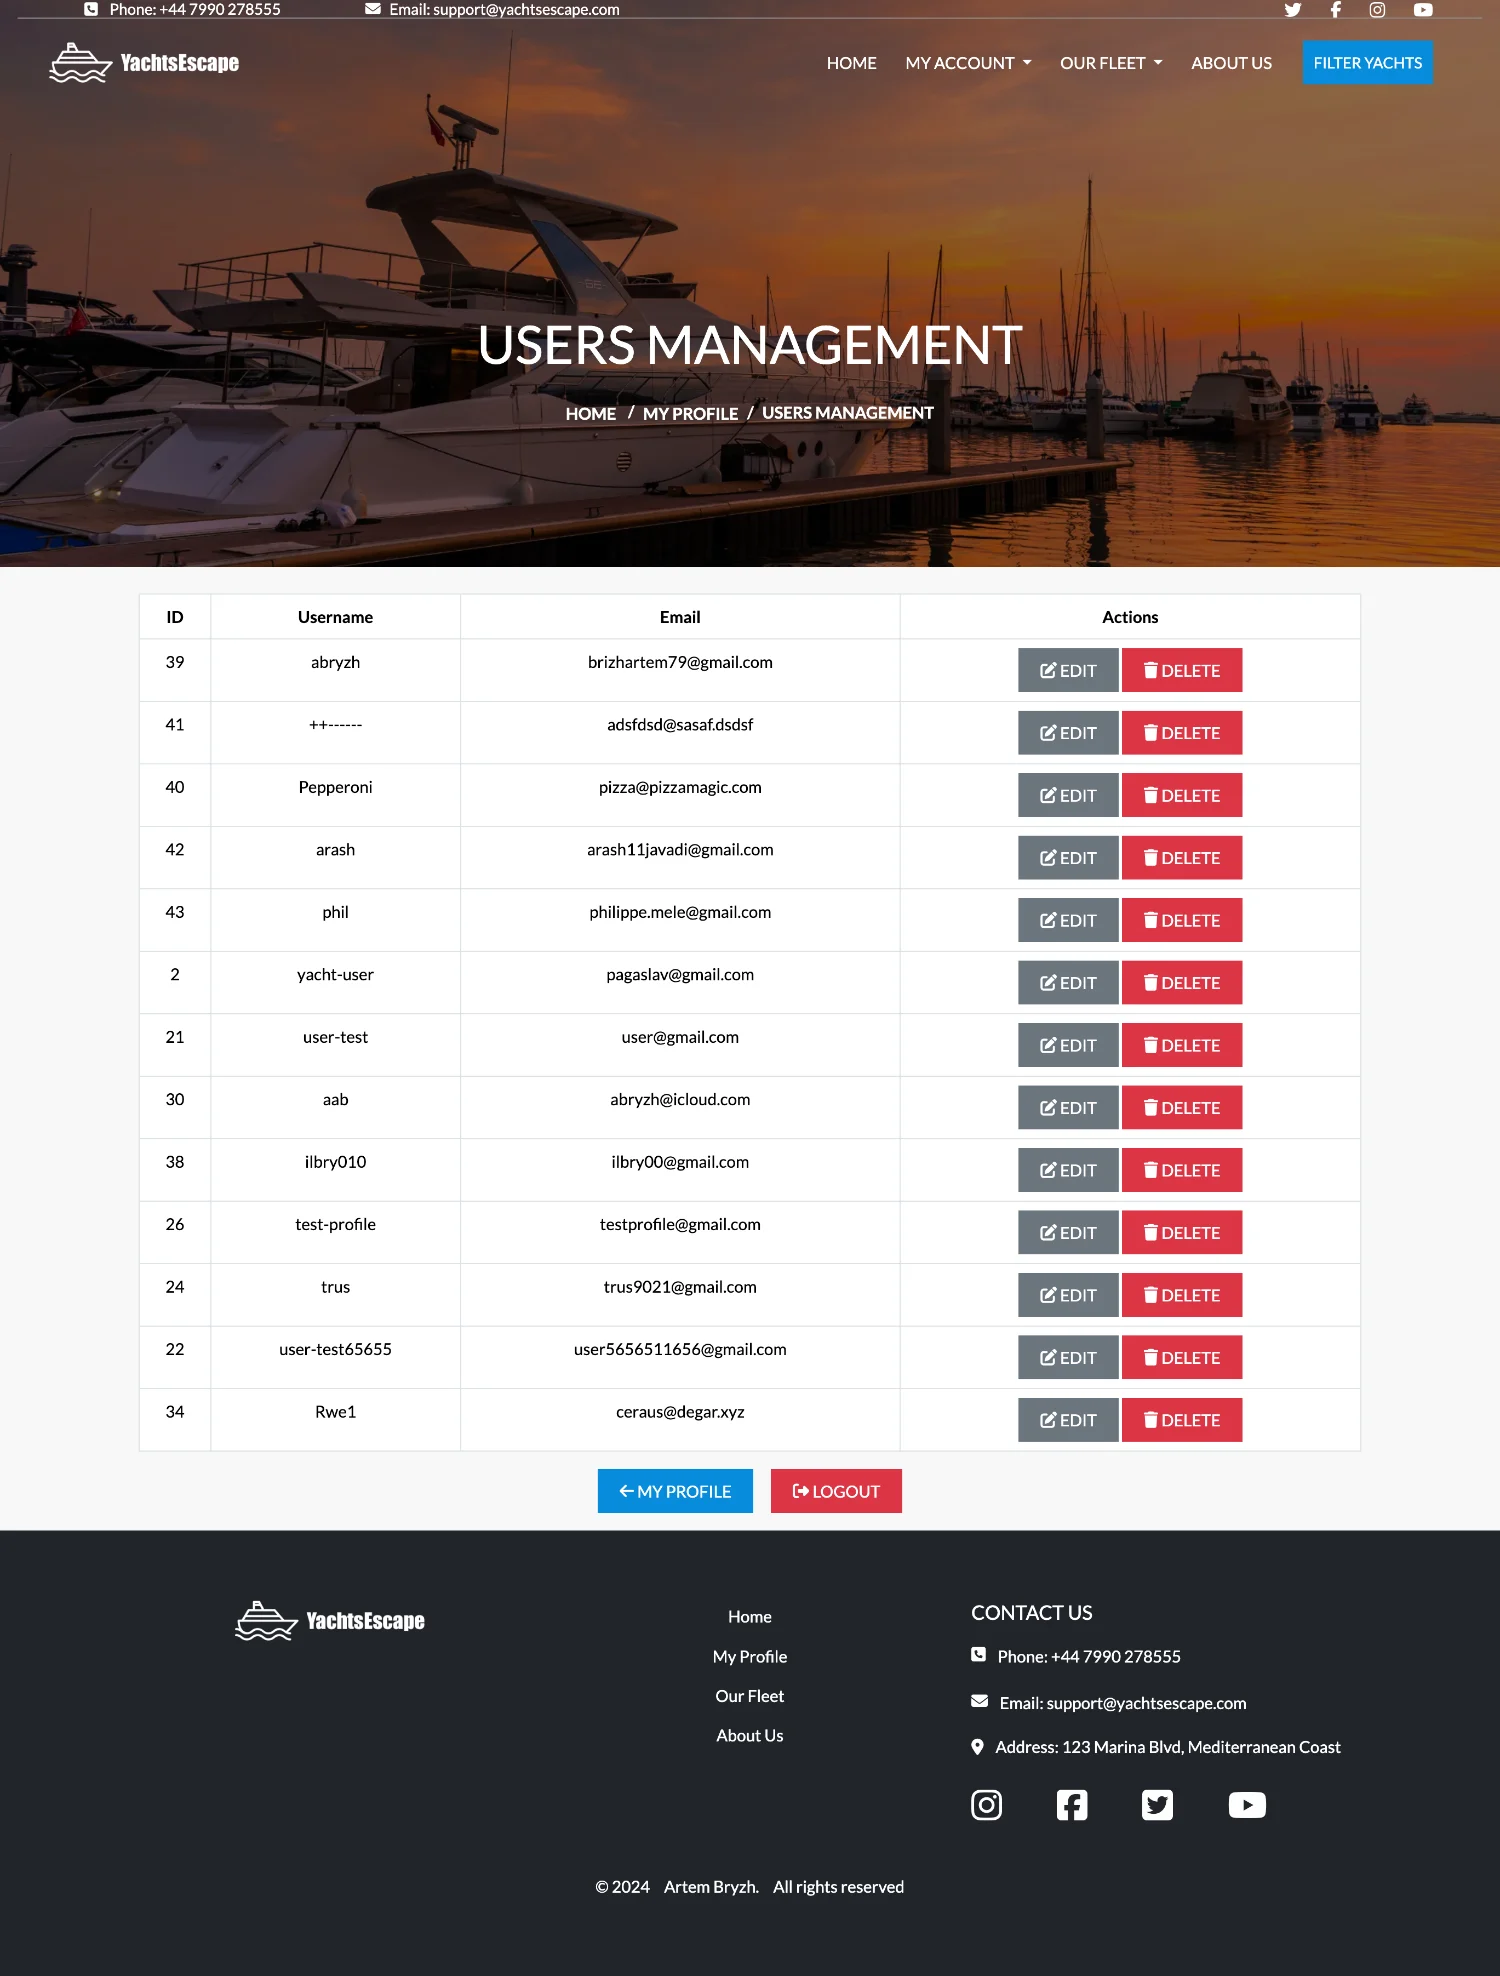 Phone: +44 7990 278555 Email: support@yachtsescape.com
YachtsEscape HOME MY ACCOUNT OUR FLEET ABOUT US FILTER YACHTS
USERS MANAGEMENT
HOME / MY PROFILE / USERS MANAGEMENT
ID Username Email Actions
39 abryzh brizhartem79@gmail.com EDIT DELETE
41 ++------ adsfdsd@sasaf.dsdsf EDIT DELETE
40 Pepperoni pizza@pizzamagic.com EDIT DELETE
42 arash arash11javadi@gmail.com EDIT DELETE
43 phil philippe.mele@gmail.com EDIT DELETE
2 yacht-user pagaslav@gmail.com EDIT DELETE
21 user-test user@gmail.com EDIT DELETE
30 aab abryzh@icloud.com EDIT DELETE
38 ilbry010 ilbry00@gmail.com EDIT DELETE
26 test-profile testprofile@gmail.com EDIT DELETE
24 trus trus9021@gmail.com EDIT DELETE
22 user-test65655 user5656511656@gmail.com EDIT DELETE
34 Rwe1 ceraus@degar.xyz EDIT DELETE
MY PROFILE LOGOUT
YachtsEscape
Home
My Profile
Our Fleet
About Us
CONTACT US
Phone: +44 7990 278555
Email: support@yachtsescape.com
Address: 123 Marina Blvd, Mediterranean Coast
© 2024 Artem Bryzh. All rights reserved